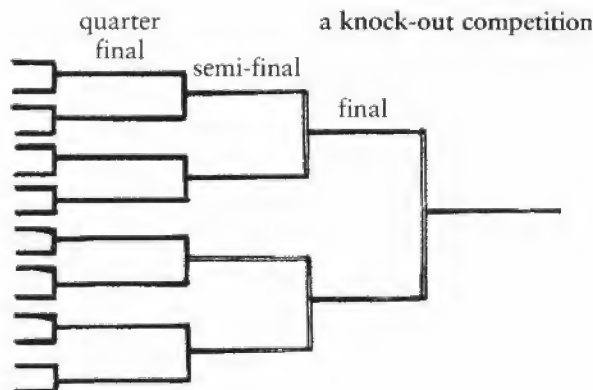 quarter
final
a knock-out competition
semi-final
final